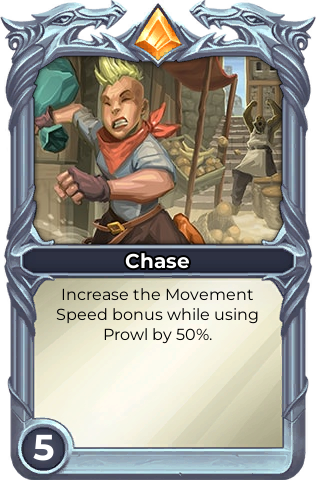 Chase
Increase the Movement
Speed bonus while using
Prowl by 50%.
5